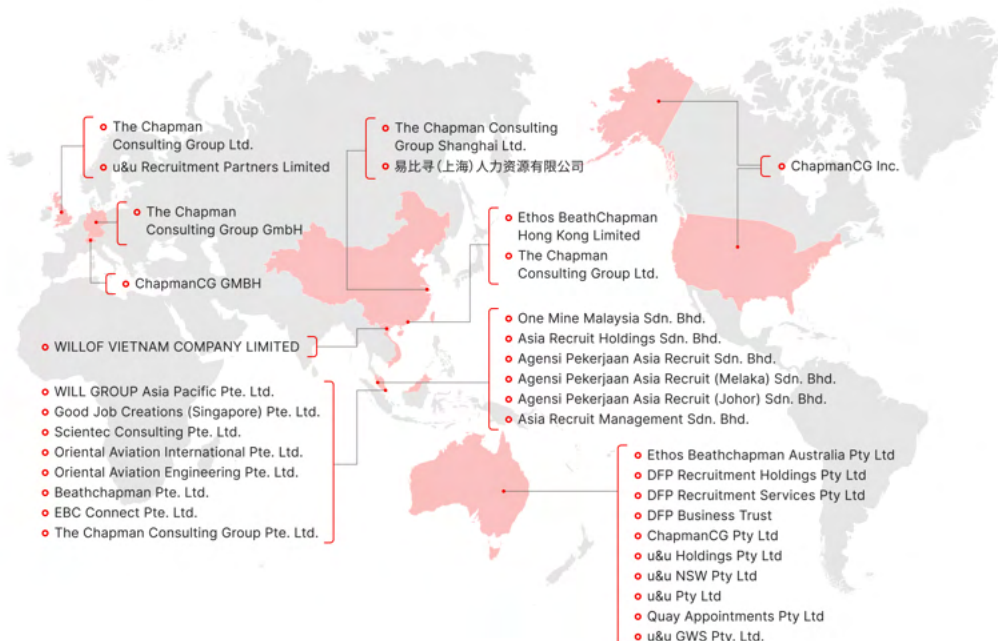 The Chapman
Consulting Group Ltd.
u&u Recruitment Partners Limited
The Chapman
Consulting Group GmbH
ChapmanCG GMBH
The Chapman Consulting
Group Shanghai Ltd.
易比寻(上海)人力资源有限公司
ChapmanCG Inc.
Ethos BeathChapman
Hong Kong Limited
The Chapman
Consulting Group Ltd.
WILLOF VIETNAM COMPANY LIMITED
One Mine Malaysia Sdn. Bhd.
Asia Recruit Holdings Sdn. Bhd.
Agensi Pekerjaan Asia Recruit Sdn. Bhd.
Agensi Pekerjaan Asia Recruit (Melaka) Sdn. Bhd.
Agensi Pekerjaan Asia Recruit (Johor) Sdn. Bhd.
Asia Recruit Management Sdn. Bhd.
WILL GROUP Asia Pacific Pte. Ltd.
Good Job Creations (Singapore) Pte. Ltd.
Scientec Consulting Pte. Ltd.
Oriental Aviation International Pte. Ltd.
Oriental Aviation Engineering Pte. Ltd.
Beathchapman Pte. Ltd.
EBC Connect Pte. Ltd.
The Chapman Consulting Group Pte. Ltd.
Ethos Beathchapman Australia Pty Ltd
DFP Recruitment Holdings Pty Ltd
DFP Recruitment Services Pty Ltd
DFP Business Trust
ChapmanCG Pty Ltd
u&u Holdings Pty Ltd
u&u NSW Pty Ltd
u&u Pty Ltd
Quay Appointments Pty Ltd
u&u GWS Pty. Ltd.